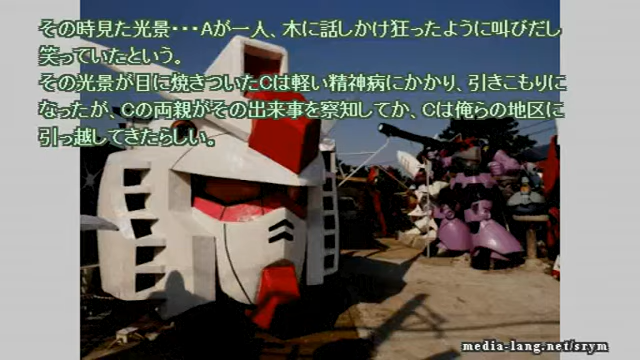 その時見た光景・・・Aが一人、木に話しかけ狂ったように叫びだし
笑っていたという。
その光景が目に焼きついたCは軽い精神病にかかり、引きこもりに
なったが、Cの両親がその出来事を察知してか、Cは俺らの地区に
引っ越してきたらしい。
media-lang.net/srym